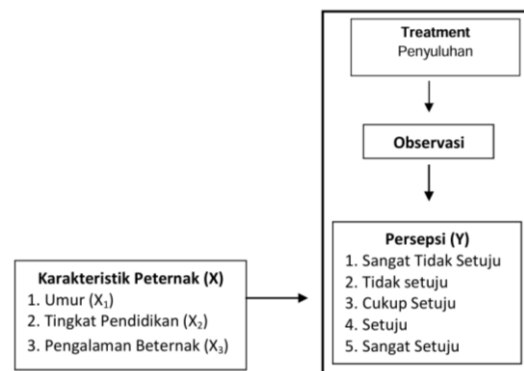 Treatment
Penyuluhan
Observasi
Persepsi (Y)
1. Sangat Tidak Setuju
2. Tidak setuju
3. Cukup Setuju
4. Setuju
5. Sangat Setuju
Karakteristik Peternak (X)
1. Umur (X₁)
2. Tingkat Pendidikan (X₂)
3. Pengalaman Beternak (X₃)